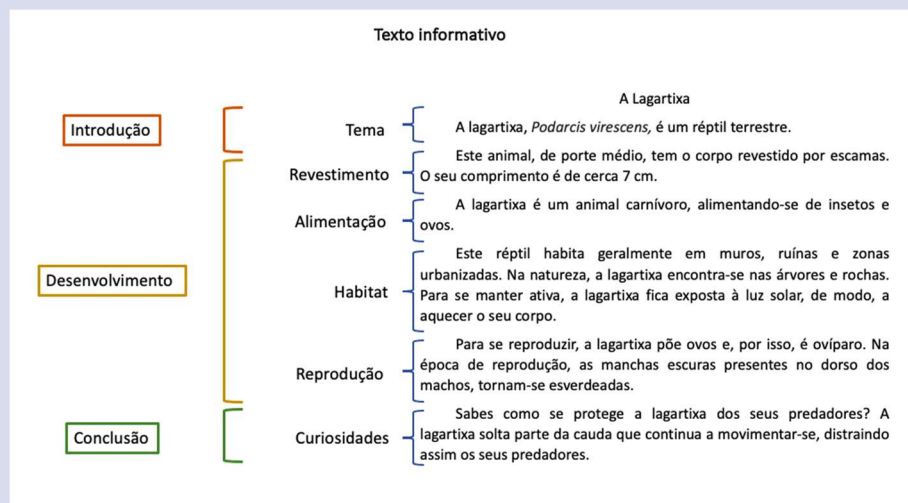 Texto informativo
A Lagartixa
Introdução
Tema
A lagartixa, Podarcis virescens, é um réptil terrestre.
Desenvolvimento
Revestimento
Este animal, de porte médio, tem o corpo revestido por escamas.
O seu comprimento é de cerca 7 cm.
Alimentação
A lagartixa é um animal carnívoro, alimentando-se de insetos e
ovos.
Habitat
Este réptil habita geralmente em muros, ruínas e zonas
urbanizadas. Na natureza, a lagartixa encontra-se nas árvores e rochas.
Para se manter ativa, a lagartixa fica exposta à luz solar, de modo, a
aquecer o seu corpo.
Reprodução
Para se reproduzir, a lagartixa põe ovos e, por isso, é ovíparo. Na
época de reprodução, as manchas escuras presentes no dorso dos
machos, tornam-se esverdeadas.
Conclusão
Curiosidades
Sabes como se protege a lagartixa dos seus predadores? A
lagartixa solta parte da cauda que continua a movimentar-se, distraindo
assim os seus predadores.